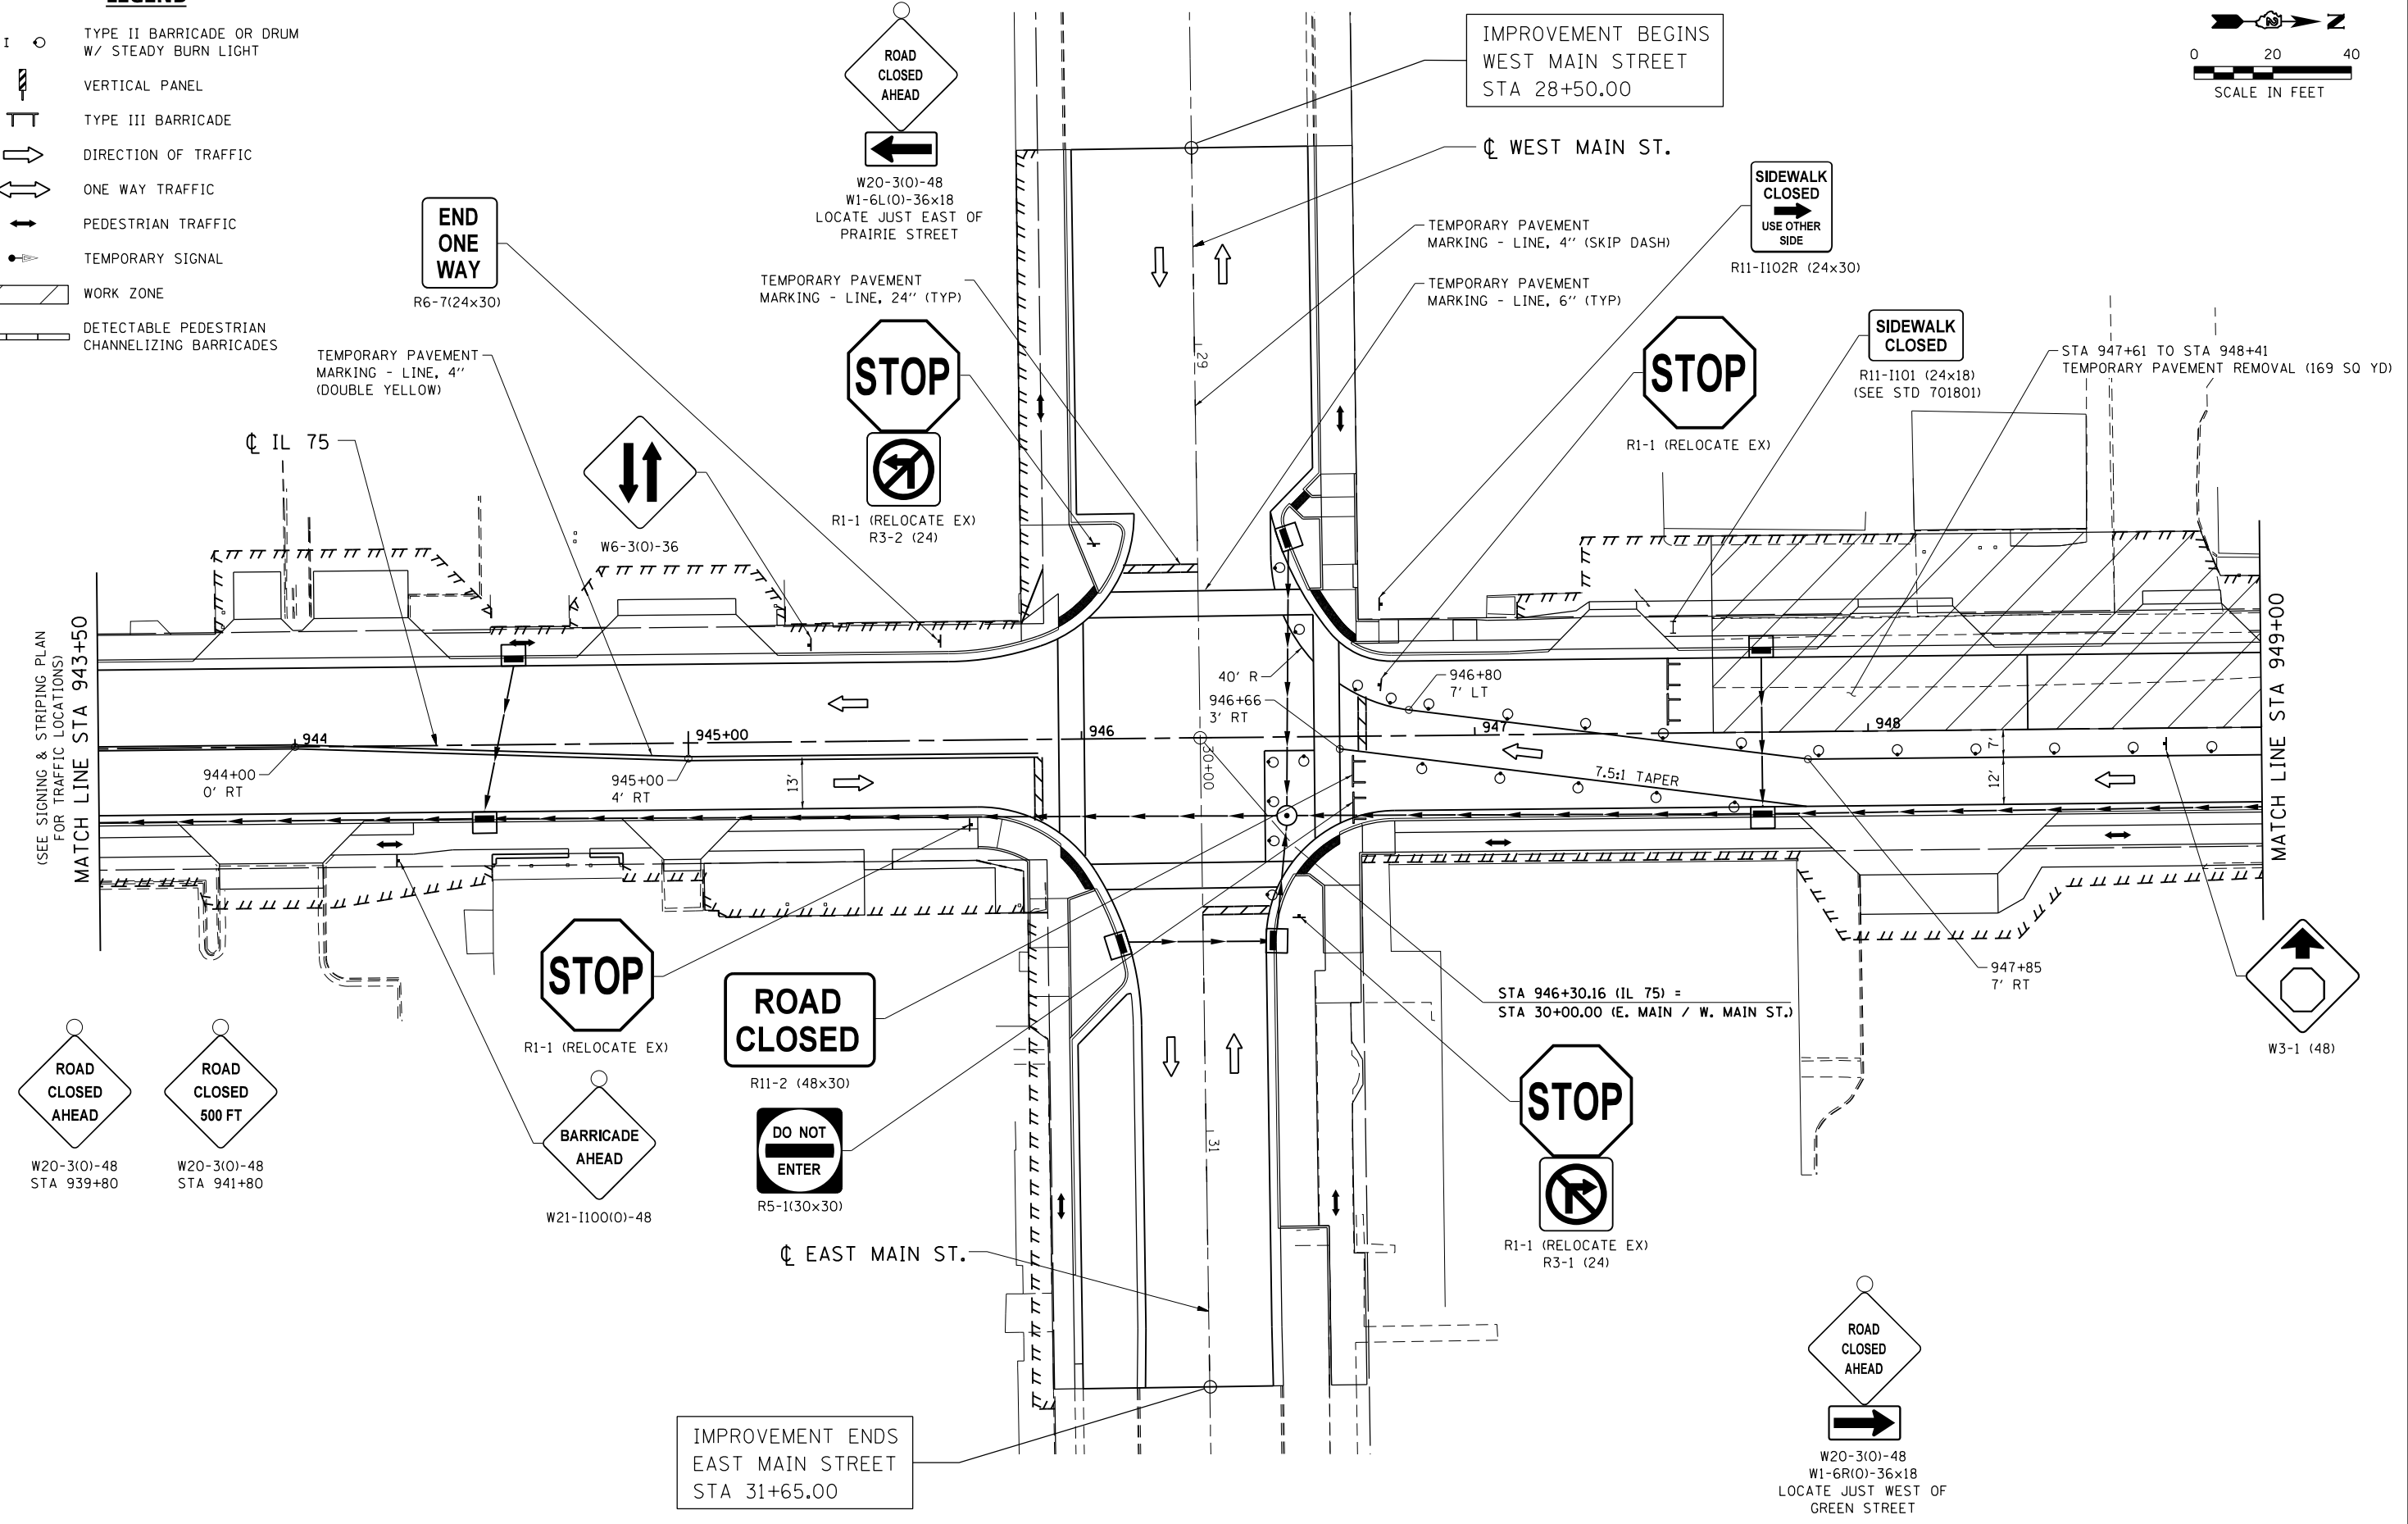 LEGEND
I
TYPE II BARRICADE OR DRUM
W/ STEADY BURN LIGHT
VERTICAL PANEL
TYPE III BARRICADE
DIRECTION OF TRAFFIC
ONE WAY TRAFFIC
PEDESTRIAN TRAFFIC
TEMPORARY SIGNAL
WORK ZONE
DETECTABLE PEDESTRIAN
CHANNELIZING BARRICADES
ROAD
CLOSED
AHEAD
W20-3(O)-48
W1-6L(O)-36x18
LOCATE JUST EAST OF
PRAIRIE STREET
IMPROVEMENT BEGINS
WEST MAIN STREET
STA 28+50.00
N
0 20 40
SCALE IN FEET
℄ WEST MAIN ST.
END
ONE
WAY
R6-7(24x30)
TEMPORARY PAVEMENT
MARKING - LINE, 24'' (TYP)
TEMPORARY PAVEMENT
MARKING - LINE, 4'' (SKIP DASH)
TEMPORARY PAVEMENT
MARKING - LINE, 6'' (TYP)
SIDEWALK
CLOSED
USE OTHER
SIDE
R11-I102R (24x30)
SIDEWALK
CLOSED
R11-I101 (24x18)
(SEE STD 701801)
STA 947+61 TO STA 948+41
TEMPORARY PAVEMENT REMOVAL (169 SQ YD)
TEMPORARY PAVEMENT
MARKING - LINE, 4''
(DOUBLE YELLOW)
℄ IL 75
W6-3(O)-36
STOP
R1-1 (RELOCATE EX)
R3-2 (24)
29
STOP
R1-1 (RELOCATE EX)
(SEE SIGNING & STRIPING PLAN
FOR TRAFFIC LOCATIONS)
MATCH LINE STA 943+50
944
945+00
946
947
948
944+00
0' RT
945+00
4' RT
13'
40' R
946+66
3' RT
946+80
7' LT
30+00
7.5:1 TAPER
7'
12'
MATCH LINE STA 949+00
I
947+85
7' RT
STA 946+30.16 (IL 75) =
STA 30+00.00 (E. MAIN / W. MAIN ST.)
W3-1 (48)
STOP
R1-1 (RELOCATE EX)
ROAD
CLOSED
R11-2 (48x30)
DO NOT
ENTER
R5-1(30x30)
ROAD
CLOSED
AHEAD
W20-3(O)-48
STA 939+80
ROAD
CLOSED
500 FT
W20-3(O)-48
STA 941+80
BARRICADE
AHEAD
W21-I100(O)-48
31
STOP
R1-1 (RELOCATE EX)
R3-1 (24)
℄ EAST MAIN ST.
IMPROVEMENT ENDS
EAST MAIN STREET
STA 31+65.00
ROAD
CLOSED
AHEAD
W20-3(O)-48
W1-6R(O)-36x18
LOCATE JUST WEST OF
GREEN STREET